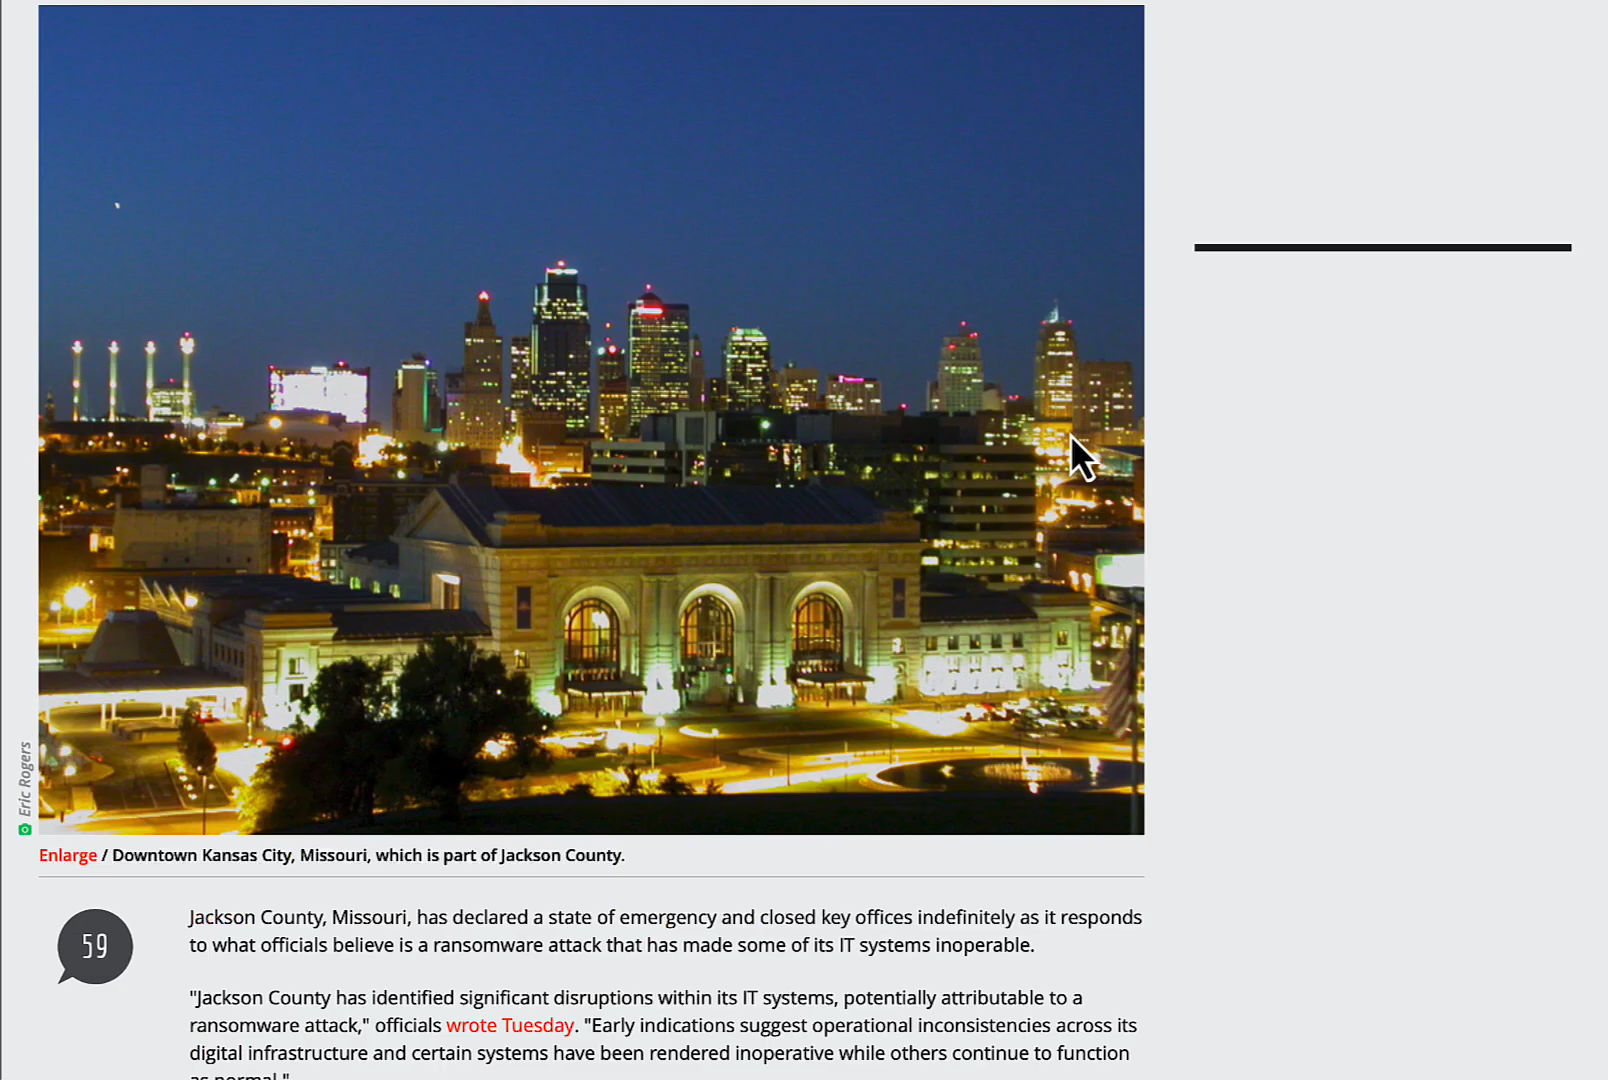 Eric Rogers
Enlarge / Downtown Kansas City, Missouri, which is part of Jackson County.
59
Jackson County, Missouri, has declared a state of emergency and closed key offices indefinitely as it responds
to what officials believe is a ransomware attack that has made some of its IT systems inoperable.
"Jackson County has identified significant disruptions within its IT systems, potentially attributable to a
ransomware attack," officials wrote Tuesday. "Early indications suggest operational inconsistencies across its
digital infrastructure and certain systems have been rendered inoperative while others continue to function
as normal."